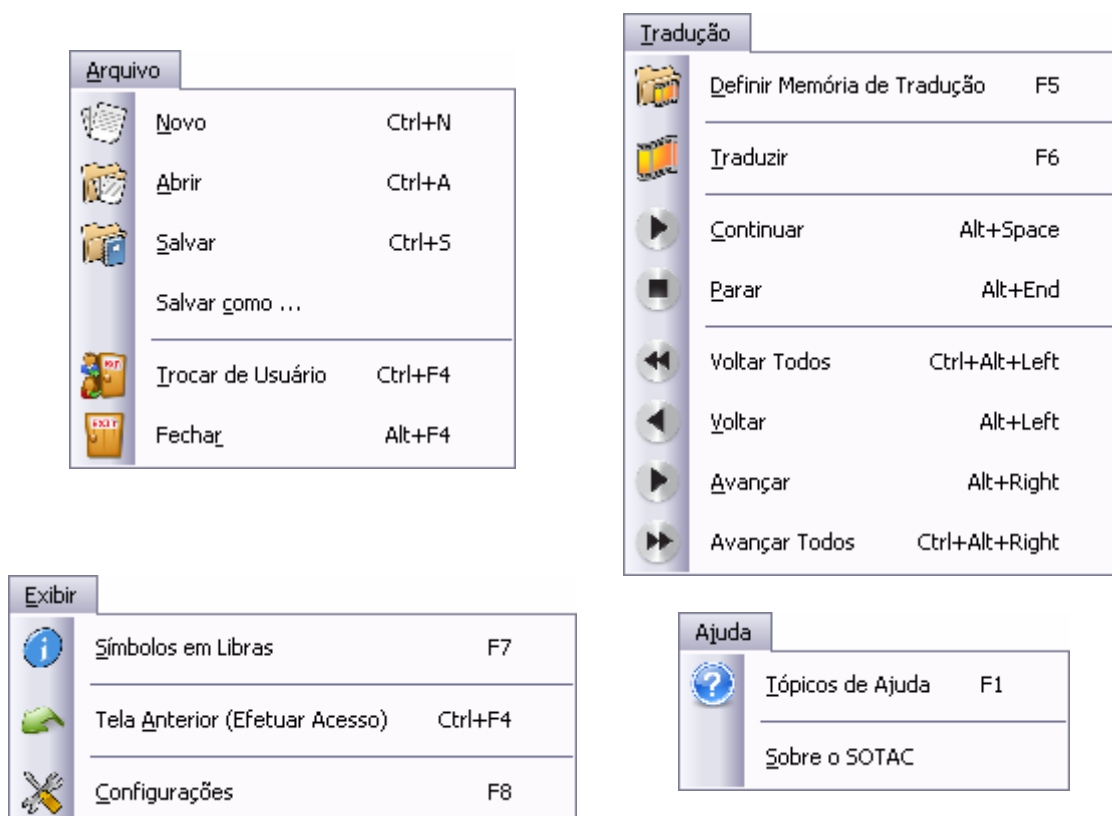 Arquivo
Novo Ctrl+N
Abrir Ctrl+A
Salvar Ctrl+S
Salvar como ...
Trocar de Usuário Ctrl+F4
Fechar Alt+F4
Tradução
Definir Memória de Tradução F5
Traduzir F6
Continuar Alt+Space
Parar Alt+End
Voltar Todos Ctrl+Alt+Left
Voltar Alt+Left
Avançar Alt+Right
Avançar Todos Ctrl+Alt+Right
Exibir
Símbolos em Libras F7
Tela Anterior (Efetuar Acesso) Ctrl+F4
Configurações F8
Ajuda
Tópicos de Ajuda F1
Sobre o SOTAC